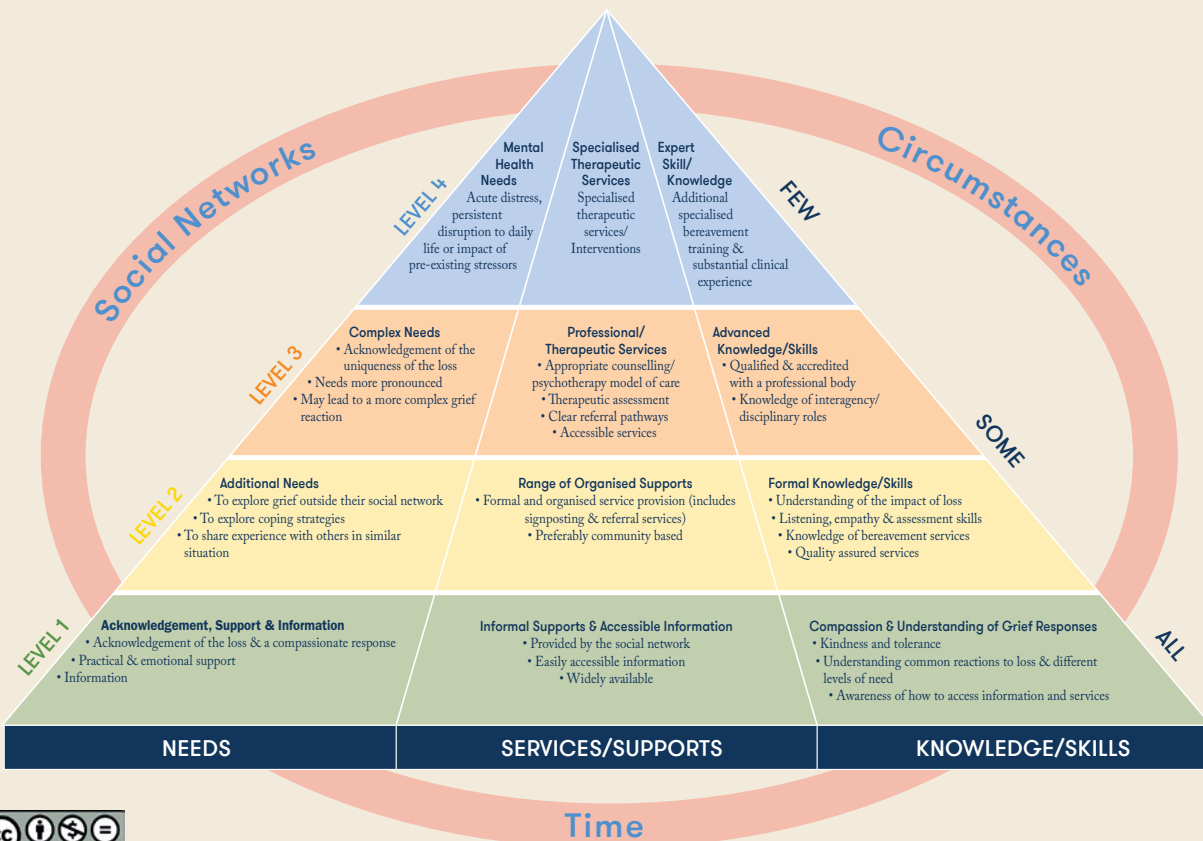 Social Networks
Circumstances
LEVEL 4
Mental
Health
Needs
Acute distress,
persistent
disruption to daily
life or impact of
pre-existing stressors
Specialised
Therapeutic
Services
Specialised
therapeutic
services/
Interventions
Expert
Skill/
Knowledge
Additional
specialised
bereavement
training &
substantial clinical
experience
FEW
LEVEL 3
Complex Needs
• Acknowledgement of the
uniqueness of the loss
• Needs more pronounced
• May lead to a more complex grief
reaction
Professional/
Therapeutic Services
• Appropriate counselling/
psychotherapy model of care
• Therapeutic assessment
• Clear referral pathways
• Accessible services
Advanced
Knowledge/Skills
• Qualified & accredited
with a professional body
• Knowledge of interagency/
disciplinary roles
SOME
LEVEL 2
Additional Needs
• To explore grief outside their social network
• To explore coping strategies
• To share experience with others in similar
situation
Range of Organised Supports
• Formal and organised service provision (includes
signposting & referral services)
• Preferably community based
Formal Knowledge/Skills
• Understanding of the impact of loss
• Listening, empathy & assessment skills
• Knowledge of bereavement services
• Quality assured services
LEVEL 1
Acknowledgement, Support & Information
• Acknowledgement of the loss & a compassionate response
• Practical & emotional support
• Information
Informal Supports & Accessible Information
• Provided by the social network
• Easily accessible information
• Widely available
Compassion & Understanding of Grief Responses
• Kindness and tolerance
• Understanding common reactions to loss & different
levels of need
• Awareness of how to access information and services
ALL
NEEDS
SERVICES/SUPPORTS
KNOWLEDGE/SKILLS
Time
cc